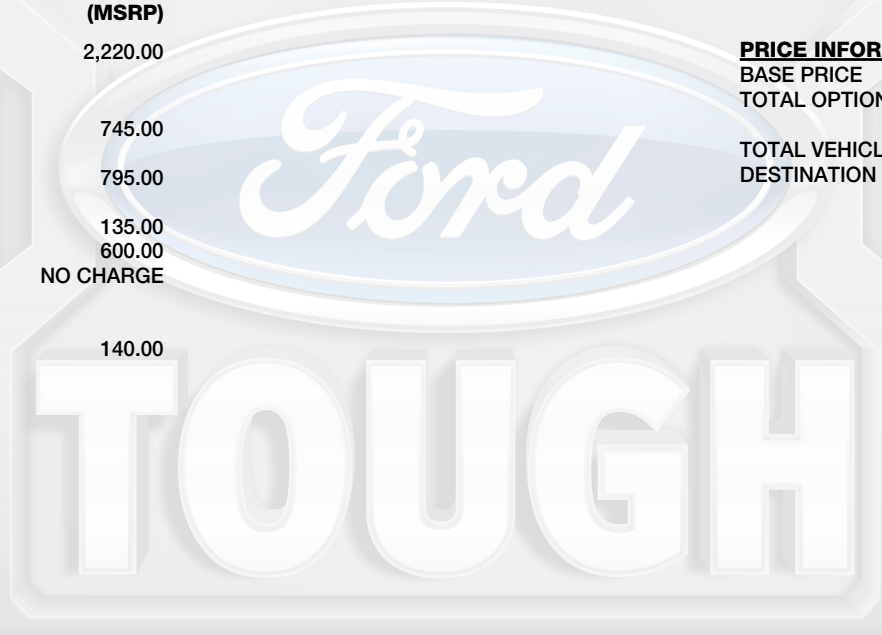 (MSRP)
2,220.00
745.00
795.00
135.00
600.00
NO CHARGE
140.00
PRICE INFOR
BASE PRICE
TOTAL OPTION
TOTAL VEHICL
DESTINATION
Ford
TOUGH